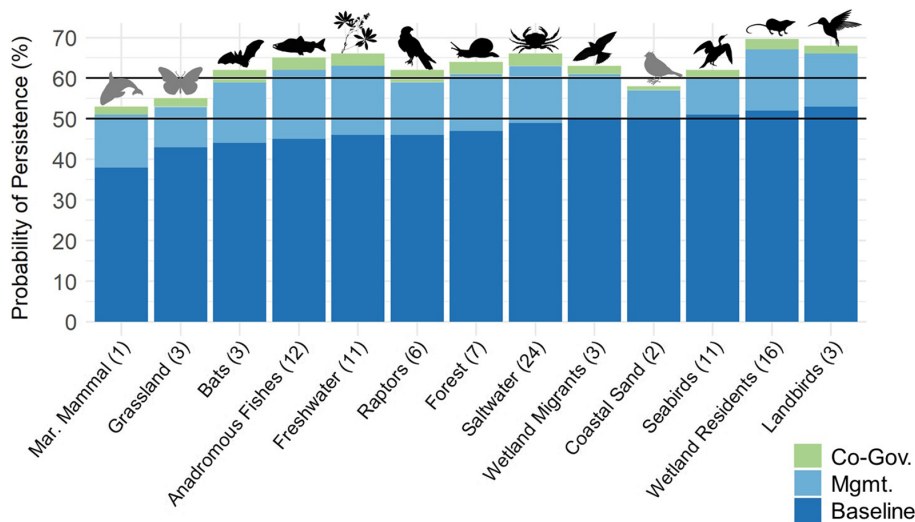 Probability of Persistence (%)
70
60
50
40
30
20
10
0
Mar. Mammal (1)
Grassland (3)
Bats (3)
Anadromous Fishes (12)
Freshwater (11)
Raptors (6)
Forest (7)
Saltwater (24)
Wetland Migrants (3)
Coastal Sand (2)
Seabirds (11)
Wetland Residents (16)
Landbirds (3)
Co-Gov.
Mgmt.
Baseline